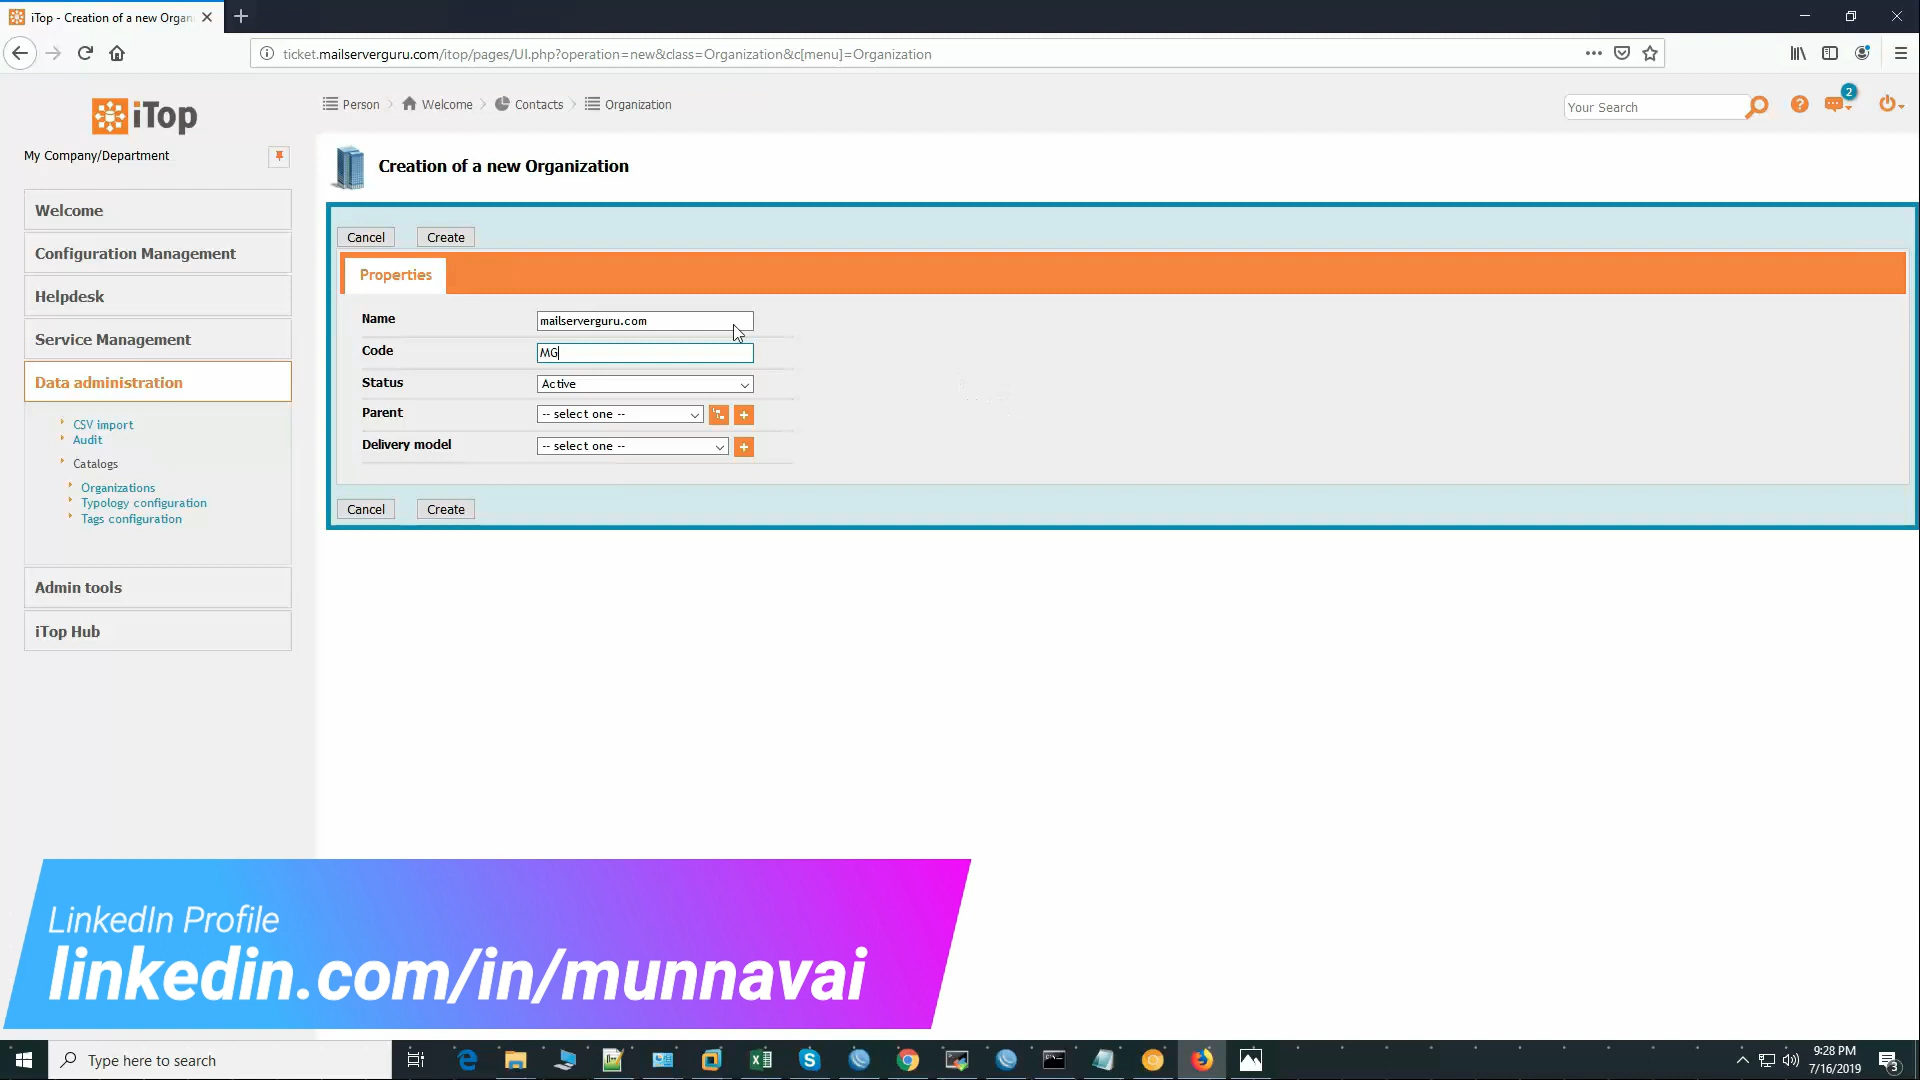 iTop - Creation of a new Organ
ticket.mailserverguru.com/itop/pages/UI.php?operation=new&class=Organization&c[menu]=Organization
iTop
My Company/Department
Person
Welcome
Contacts
Organization
Your Search
2
Creation of a new Organization
Welcome
Configuration Management
Helpdesk
Service Management
Data administration
CSV import
Audit
Catalogs
Organizations
Typology configuration
Tags configuration
Admin tools
iTop Hub
Cancel
Create
Properties
Name
mailserverguru.com
Code
MG
Status
Active
Parent
-- select one --
Delivery model
-- select one --
Cancel
Create
LinkedIn Profile
linkedin.com/in/munnavai
Type here to search
9:28 PM
7/16/2019
3